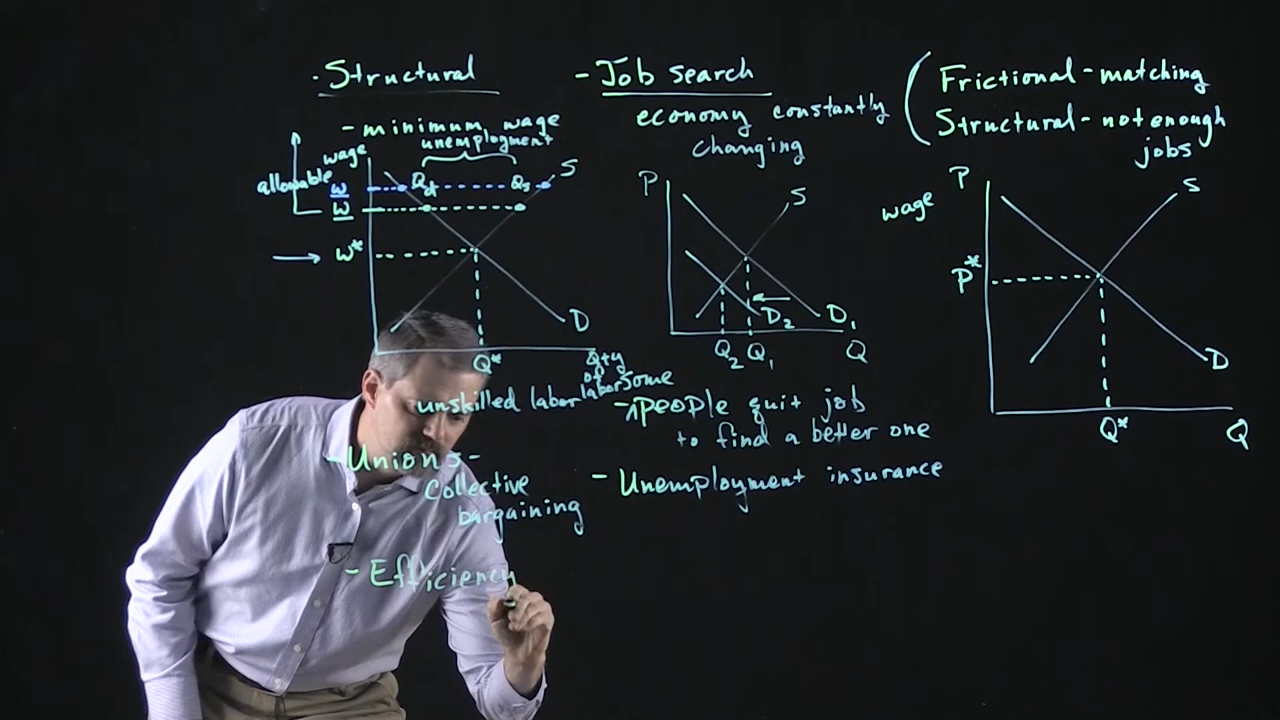 - Structural
- minimum wage
unemployment
wage
allowable
w
w
Qd
Qs
S
W*
D
Q*
Qty
of
labor
unskilled labor
- Unions -
Collective
bargaining
- Efficiency
- Job search
economy constantly
changing
P
S
D2
D1
Q2
Q1
Q
some
- people quit job
to find a better one
- Unemployment insurance
Frictional - matching
Structural - not enough
jobs
wage
P
S
P*
D
Q*
Q